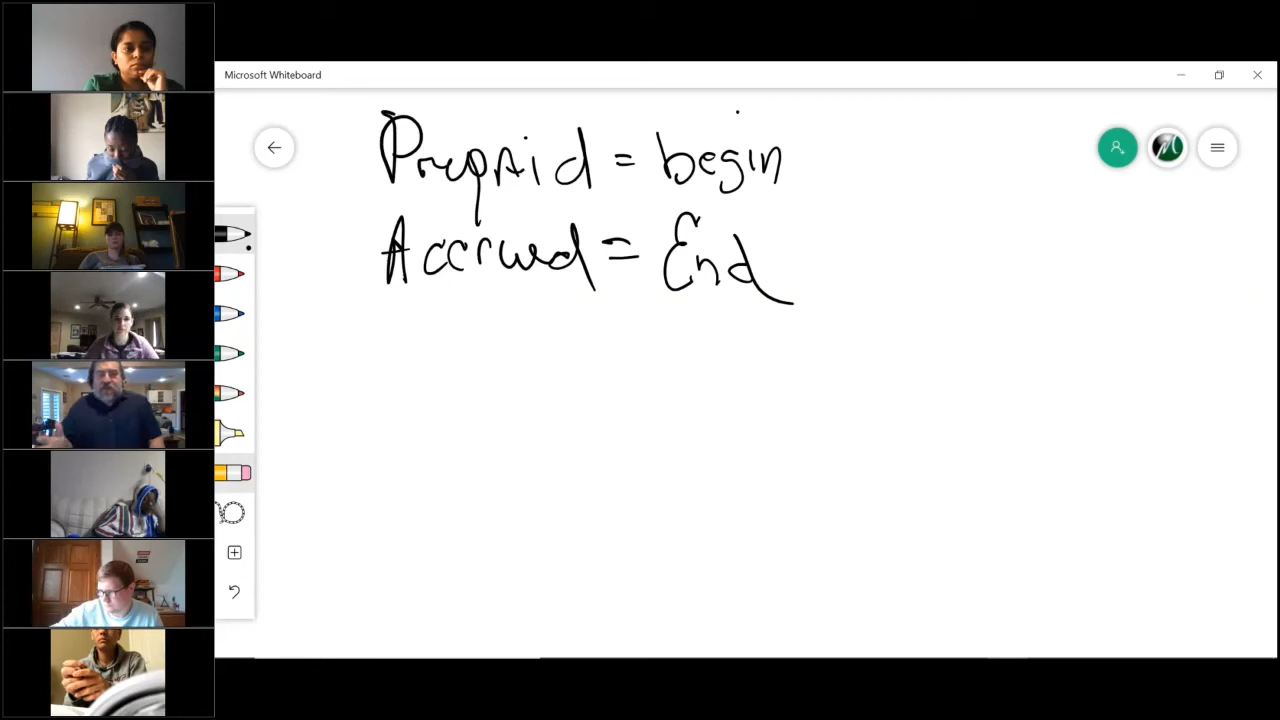 Microsoft Whiteboard
Prepaid = begin
Accrued = End